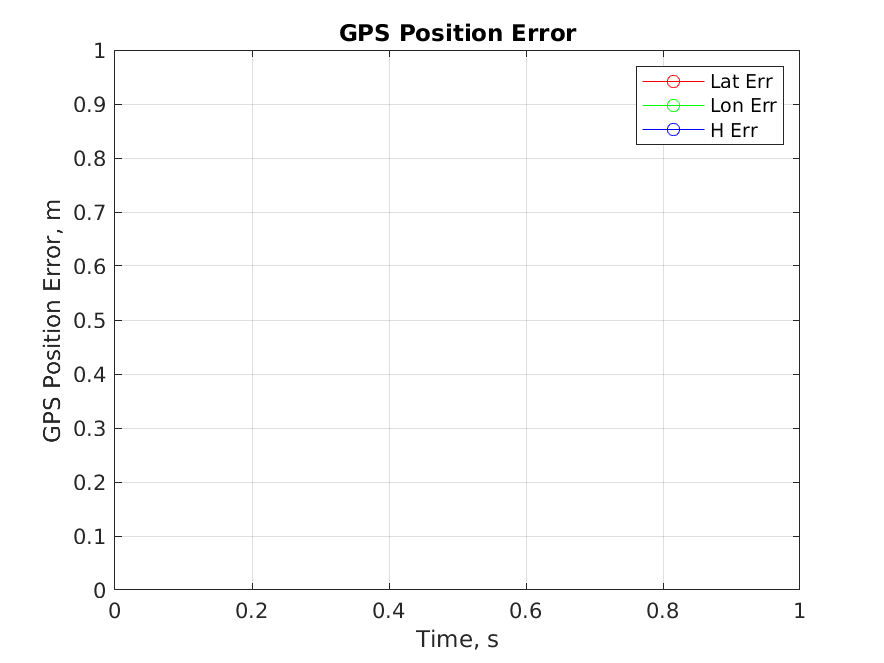 GPS Position Error
1
0.9
0.8
0.7
0.6
0.5
0.4
0.3
0.2
0.1
0
GPS Position Error, m
Lat Err
Lon Err
H Err
0 0.2 0.4 0.6 0.8 1
Time, s